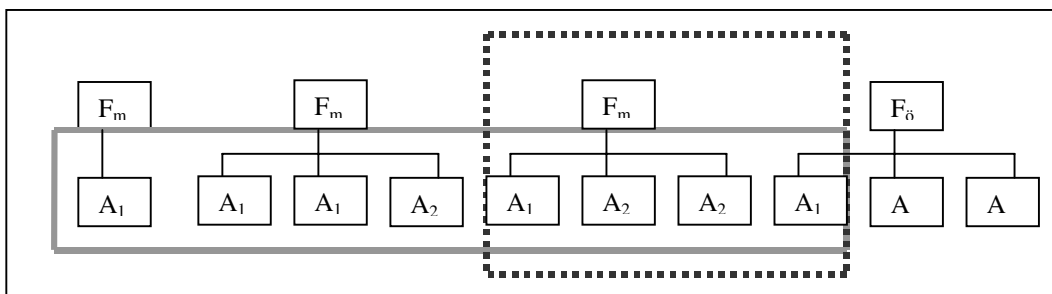 Fₘ Fₘ Fₘ Fö
A₁ A₁ A₁ A₂ A₁ A₂ A₂ A₁ A A